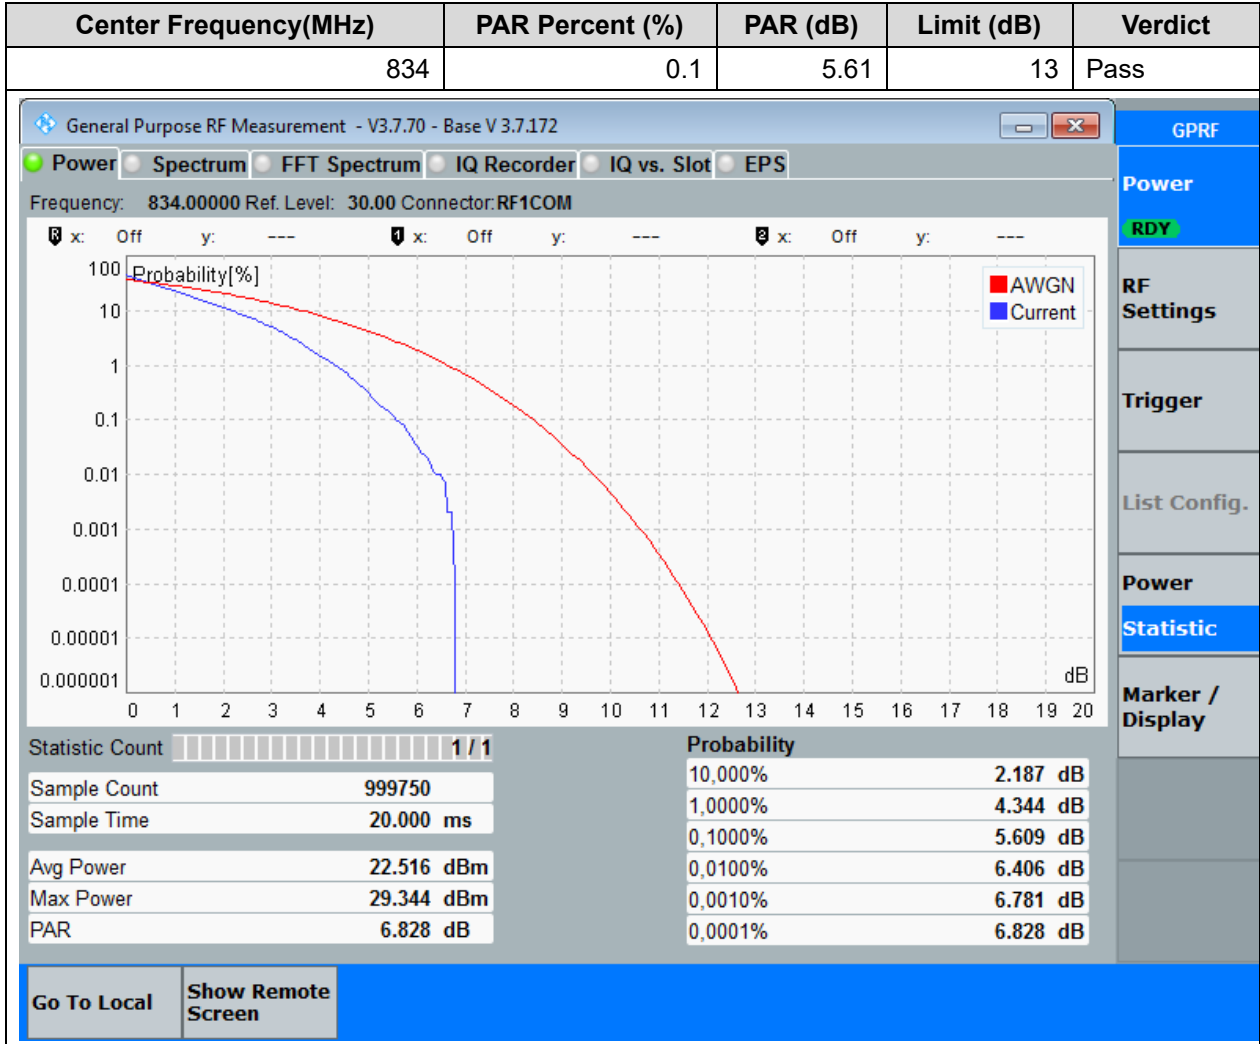 Center Frequency(MHz) PAR Percent (%) PAR (dB) Limit (dB) Verdict
834 0.1 5.61 13 Pass
General Purpose RF Measurement - V3.7.70 - Base V 3.7.172
GPRF
Power Spectrum FFT Spectrum IQ Recorder IQ vs. Slot EPS
Frequency: 834.00000 Ref. Level: 30.00 Connector:RF1COM
R x: Off y: --- 1 x: Off y: --- 2 x: Off y: ---
Power
RDY
RF
Settings
Trigger
List Config.
Power
Statistic
Marker /
Display
Probability[%]
AWGN
Current
100
10
1
0.1
0.01
0.001
0.0001
0.00001
0.000001
dB
0 1 2 3 4 5 6 7 8 9 10 11 12 13 14 15 16 17 18 19 20
Statistic Count 1 / 1
Sample Count 999750
Sample Time 20.000 ms
Avg Power 22.516 dBm
Max Power 29.344 dBm
PAR 6.828 dB
Probability
10,000% 2.187 dB
1,0000% 4.344 dB
0,1000% 5.609 dB
0,0100% 6.406 dB
0,0010% 6.781 dB
0,0001% 6.828 dB
Go To Local
Show Remote
Screen